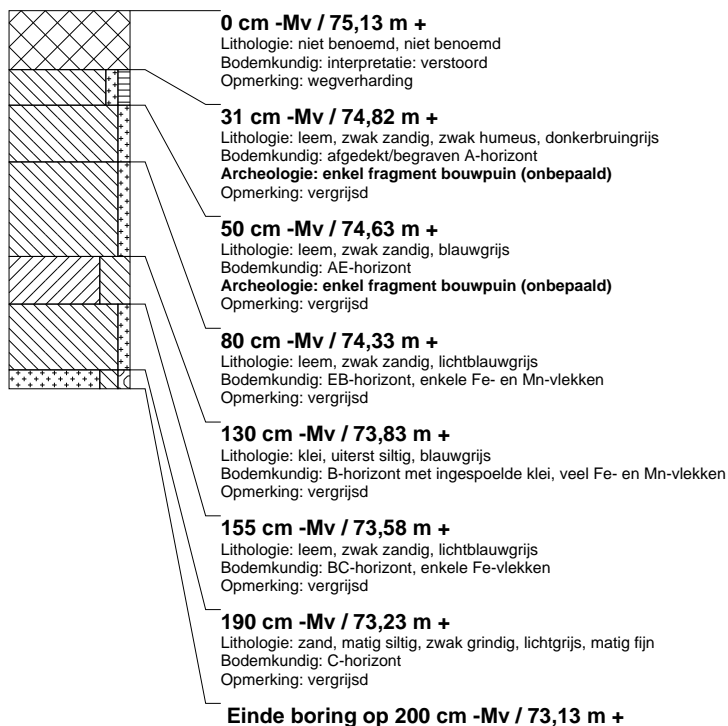 0 cm -Mv / 75,13 m +
Lithologie: niet benoemd, niet benoemd
Bodemkundig: interpretatie: verstoord
Opmerking: wegverharding
31 cm -Mv / 74,82 m +
Lithologie: leem, zwak zandig, zwak humeus, donkerbruingrijs
Bodemkundig: afgedekt/begraven A-horizont
Archeologie: enkel fragment bouwpuin (onbepaald)
Opmerking: vergrijsd
50 cm -Mv / 74,63 m +
Lithologie: leem, zwak zandig, blauwgrijs
Bodemkundig: AE-horizont
Archeologie: enkel fragment bouwpuin (onbepaald)
Opmerking: vergrijsd
80 cm -Mv / 74,33 m +
Lithologie: leem, zwak zandig, lichtblauwgrijs
Bodemkundig: EB-horizont, enkele Fe- en Mn-vlekken
Opmerking: vergrijsd
130 cm -Mv / 73,83 m +
Lithologie: klei, uiterst siltig, blauwgrijs
Bodemkundig: B-horizont met ingespoelde klei, veel Fe- en Mn-vlekken
Opmerking: vergrijsd
155 cm -Mv / 73,58 m +
Lithologie: leem, zwak zandig, lichtblauwgrijs
Bodemkundig: BC-horizont, enkele Fe-vlekken
Opmerking: vergrijsd
190 cm -Mv / 73,23 m +
Lithologie: zand, matig siltig, zwak grindig, lichtgrijs, matig fijn
Bodemkundig: C-horizont
Opmerking: vergrijsd
Einde boring op 200 cm -Mv / 73,13 m +